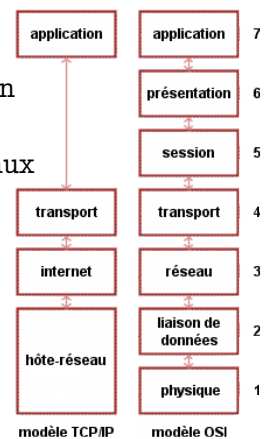 application
application
7
n
présentation
6
session
5
ux
transport
transport
4
internet
réseau
3
hôte-réseau
liaison de
données
2
physique
1
modèle TCP/IP
modèle OSI